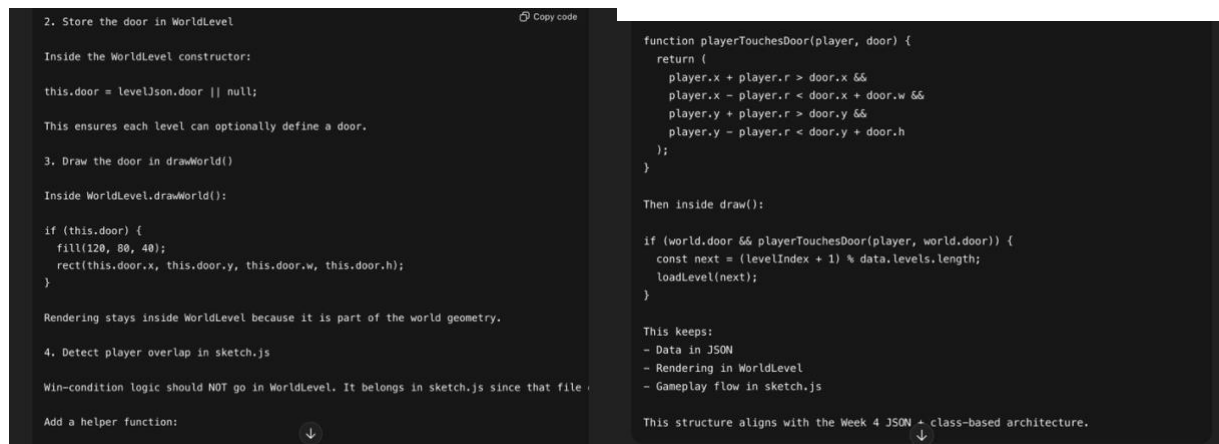 2. Store the door in WorldLevel
Copy code
Inside the WorldLevel constructor:
this.door = levelJson.door || null;
This ensures each level can optionally define a door.
3. Draw the door in drawWorld()
Inside WorldLevel.drawWorld():
if (this.door) {
fill(120, 80, 40);
rect(this.door.x, this.door.y, this.door.w, this.door.h);
}
Rendering stays inside WorldLevel because it is part of the world geometry.
4. Detect player overlap in sketch.js
Win-condition logic should NOT go in WorldLevel. It belongs in sketch.js since that file
Add a helper function:
function playerTouchesDoor(player, door) {
return (
player.x + player.r > door.x &&
player.x - player.r < door.x + door.w &&
player.y + player.r > door.y &&
player.y - player.r < door.y + door.h
);
}
Then inside draw():
if (world.door && playerTouchesDoor(player, world.door)) {
const next = (levelIndex + 1) % data.levels.length;
loadLevel(next);
}
This keeps:
- Data in JSON
- Rendering in WorldLevel
- Gameplay flow in sketch.js
This structure aligns with the Week 4 JSON + class-based architecture.